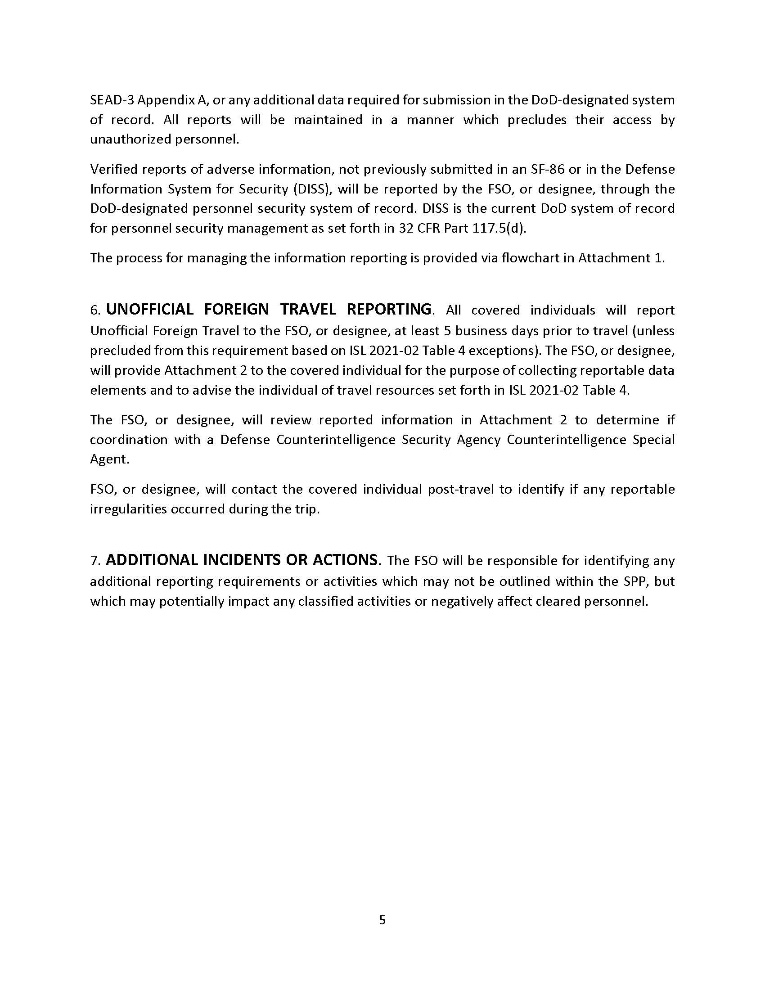 SEAD-3 Appendix A, or any additional data required for submission in the DoD-designated system
of record. All reports will be maintained in a manner which precludes their access by
unauthorized personnel.
Verified reports of adverse information, not previously submitted in an SF-86 or in the Defense
Information System for Security (DISS), will be reported by the FSO, or designee, through the
DoD-designated personnel security system of record. DISS is the current DoD system of record
for personnel security management as set forth in 32 CFR Part 117.5(d).
The process for managing the information reporting is provided via flowchart in Attachment 1.
6. UNOFFICIAL FOREIGN TRAVEL REPORTING. All covered individuals will report
Unofficial Foreign Travel to the FSO, or designee, at least 5 business days prior to travel (unless
precluded from this requirement based on ISL 2021-02 Table 4 exceptions). The FSO, or designee,
will provide Attachment 2 to the covered individual for the purpose of collecting reportable data
elements and to advise the individual of travel resources set forth in ISL 2021-02 Table 4.
The FSO, or designee, will review reported information in Attachment 2 to determine if
coordination with a Defense Counterintelligence Security Agency Counterintelligence Special
Agent.
FSO, or designee, will contact the covered individual post-travel to identify if any reportable
irregularities occurred during the trip.
7. ADDITIONAL INCIDENTS OR ACTIONS. The FSO will be responsible for identifying any
additional reporting requirements or activities which may not be outlined within the SPP, but
which may potentially impact any classified activities or negatively affect cleared personnel.
5